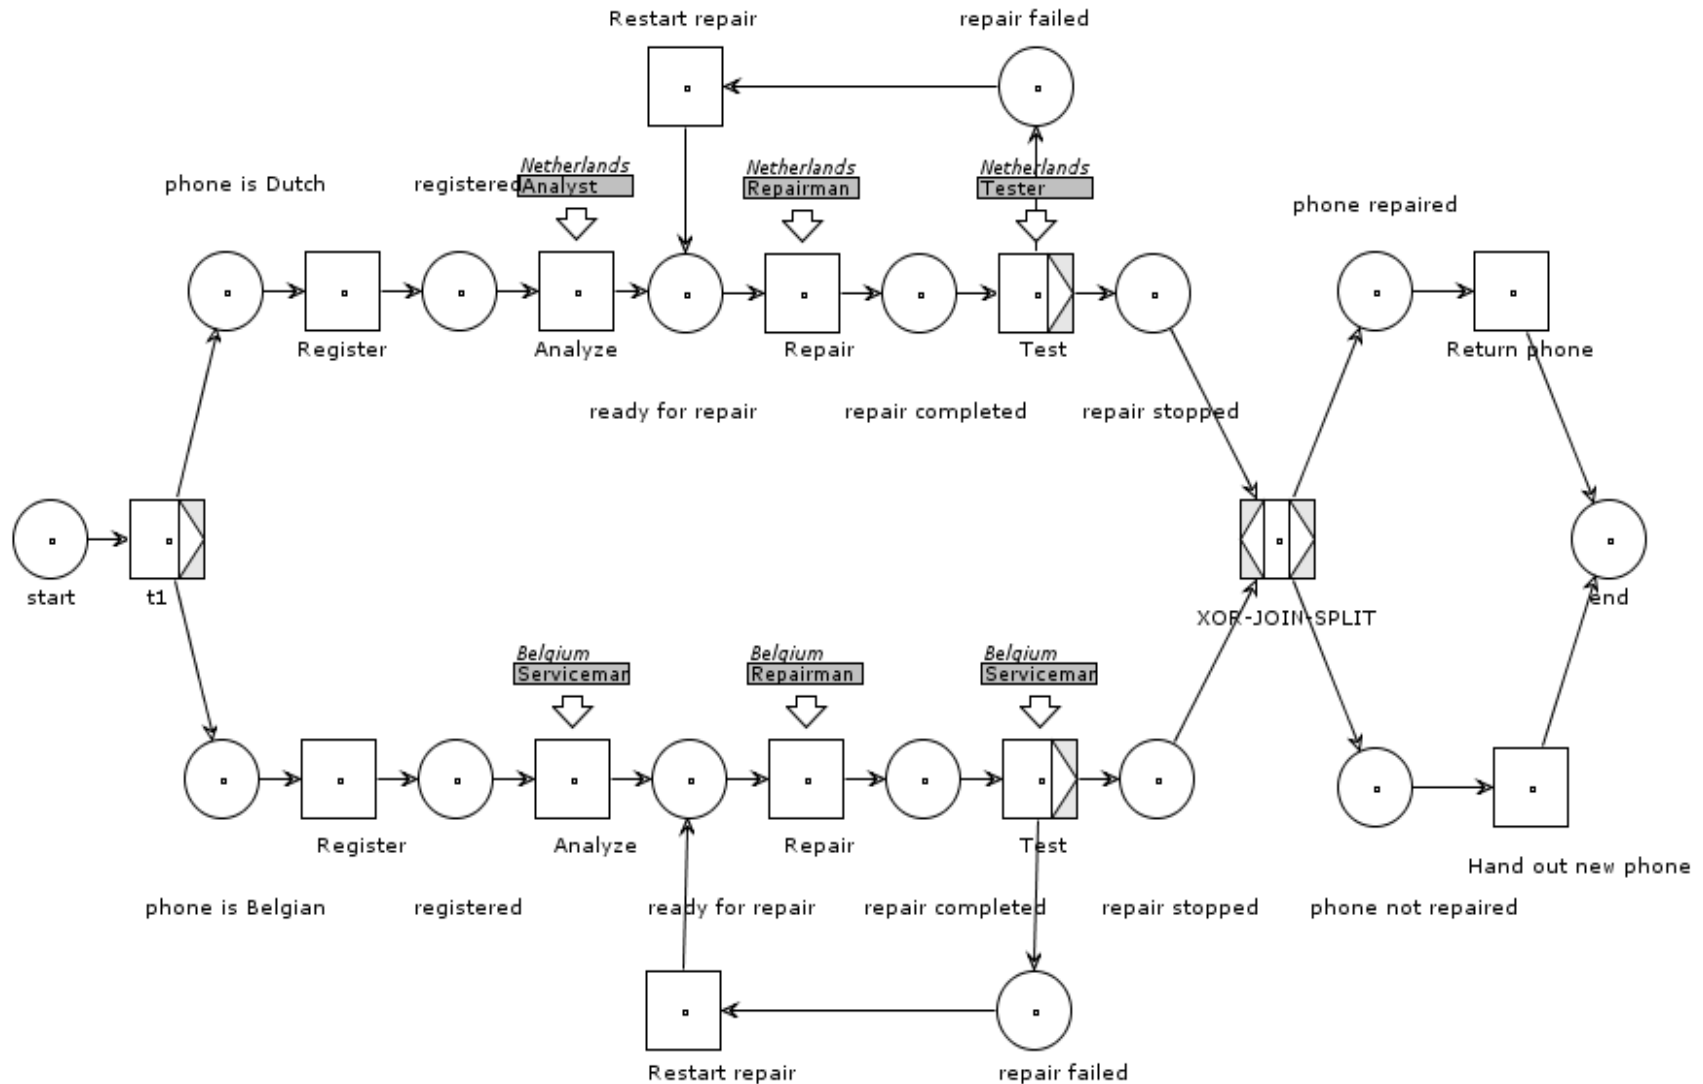 Restart repair
repair failed
Netherlands
Analyst
Netherlands
Repairman
Netherlands
Tester
phone is Dutch
registered
phone repaired
Register
Analyze
Repair
Test
Return phone
ready for repair
repair completed
repair stopped
start
t1
XOR-JOIN-SPLIT
end
Belgium
Serviceman
Belgium
Repairman
Belgium
Serviceman
Register
Analyze
Repair
Test
Hand out new phone
phone is Belgian
registered
ready for repair
repair completed
repair stopped
phone not repaired
Restart repair
repair failed